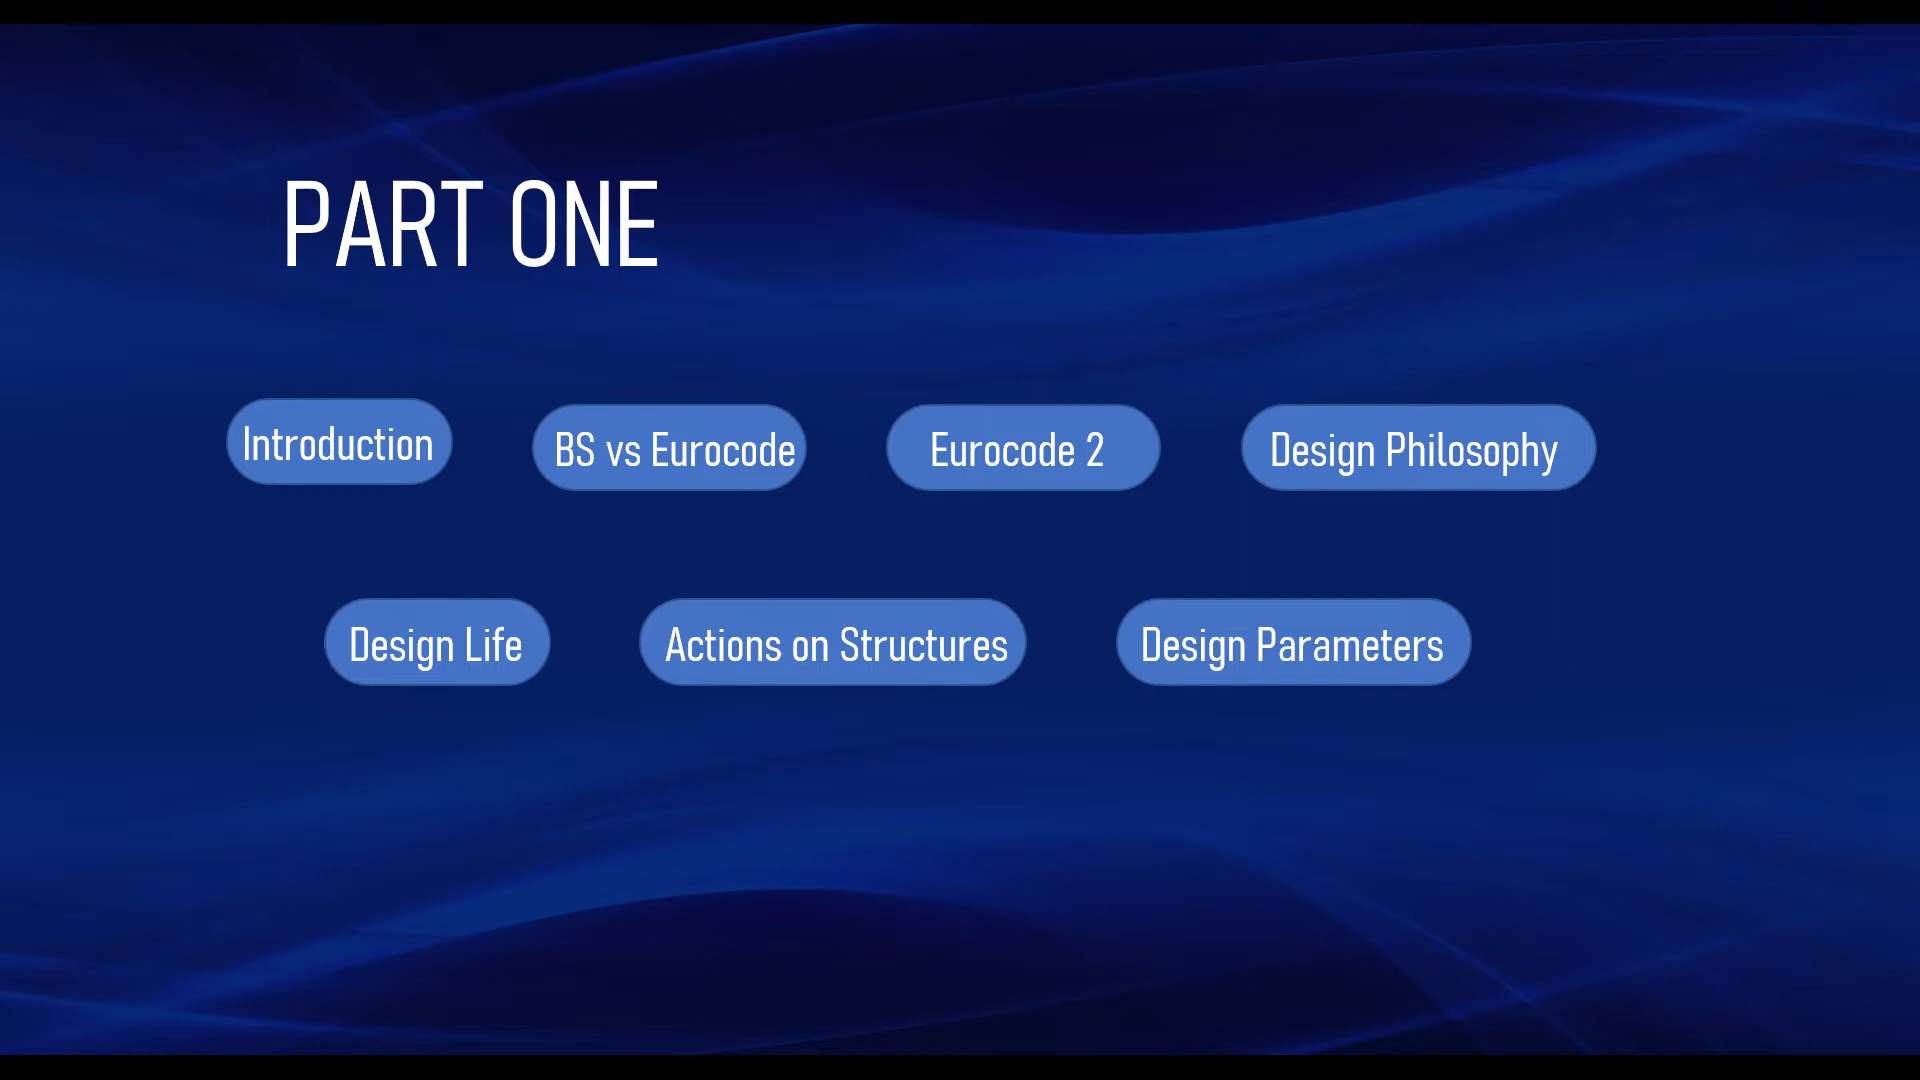 PART ONE
Introduction
BS vs Eurocode
Eurocode 2
Design Philosophy
Design Life
Actions on Structures
Design Parameters